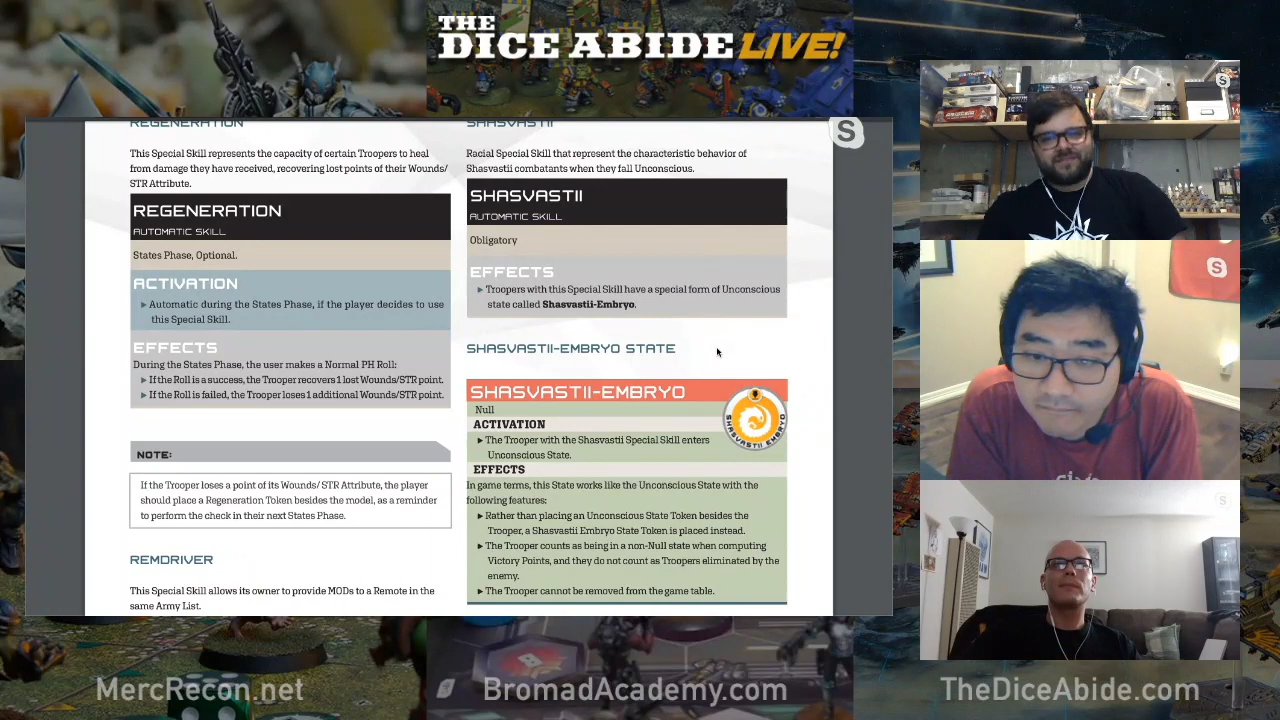 THE
DICE ABIDE LIVE!
REGENERATION
This Special Skill represents the capacity of certain Troopers to heal
from damage they have received, recovering lost points of their Wounds/
STR Attribute.
REGENERATION
AUTOMATIC SKILL
States Phase, Optional.
ACTIVATION
▶ Automatic during the States Phase, if the player decides to use
this Special Skill.
EFFECTS
During the States Phase, the user makes a Normal PH Roll:
▶ If the Roll is a success, the Trooper recovers 1 lost Wounds/STR point.
▶ If the Roll is failed, the Trooper loses 1 additional Wounds/STR point.
NOTE:
If the Trooper loses a point of its Wounds/ STR Attribute, the player
should place a Regeneration Token besides the model, as a reminder
to perform the check in their next States Phase.
REMDRIVER
This Special Skill allows its owner to provide MODs to a Remote in the
same Army List.
SHASVASTII
Racial Special Skill that represent the characteristic behavior of
Shasvastii combatants when they fall Unconscious.
SHASVASTII
AUTOMATIC SKILL
Obligatory
EFFECTS
▶ Troopers with this Special Skill have a special form of Unconscious
state called Shasvastii-Embryo.
SHASVASTII-EMBRYO STATE
SHASVASTII-EMBRYO
Null
ACTIVATION
▶ The Trooper with the Shasvastii Special Skill enters
Unconscious State.
SHASVASTII EMBRYO
EFFECTS
In game terms, this State works like the Unconscious State with the
following features:
▶ Rather than placing an Unconscious State Token besides the
Trooper, a Shasvastii Embryo State Token is placed instead.
▶ The Trooper counts as being in a non-Null state when computing
Victory Points, and they do not count as Troopers eliminated by the
enemy.
▶ The Trooper cannot be removed from the game table.
S
S
S
S
MercRecon.net
BromadAcademy.com
TheDiceAbide.com